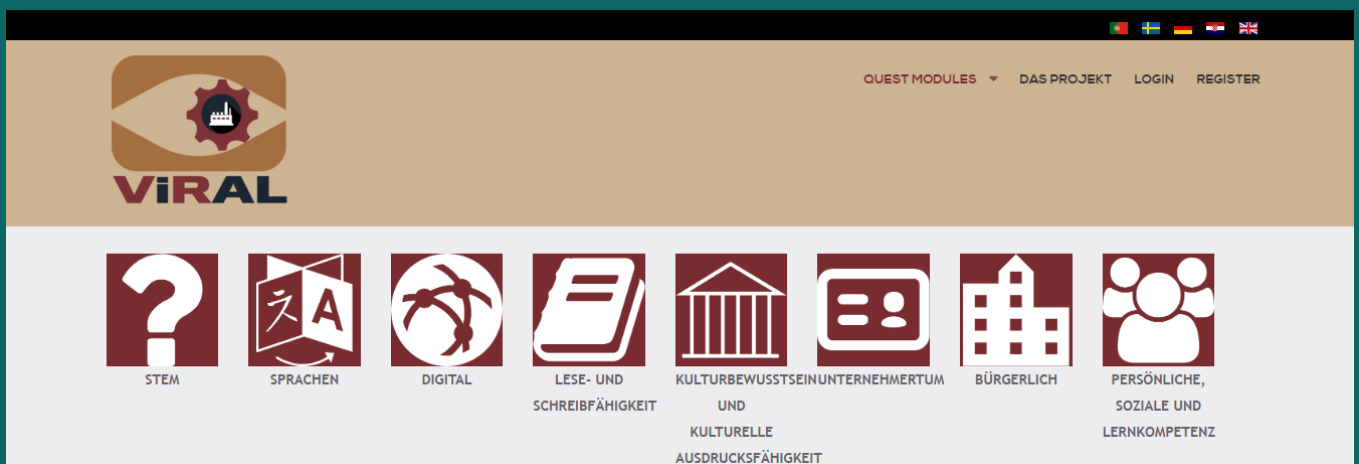 QUEST MODULES
DAS PROJEKT
LOGIN
REGISTER
ViRAL
ラ A
STEM
SPRACHEN
DIGITAL
LESE- UND
SCHREIBFÄHIGKEIT
KULTURBEWUSSTSEIN
UND
KULTURELLE
AUSDRUCKSFÄHIGKEIT
UNTERNEHMERTUM
BÜRGERLICH
PERSÖNLICHE,
SOZIALE UND
LERNKOMPETENZ